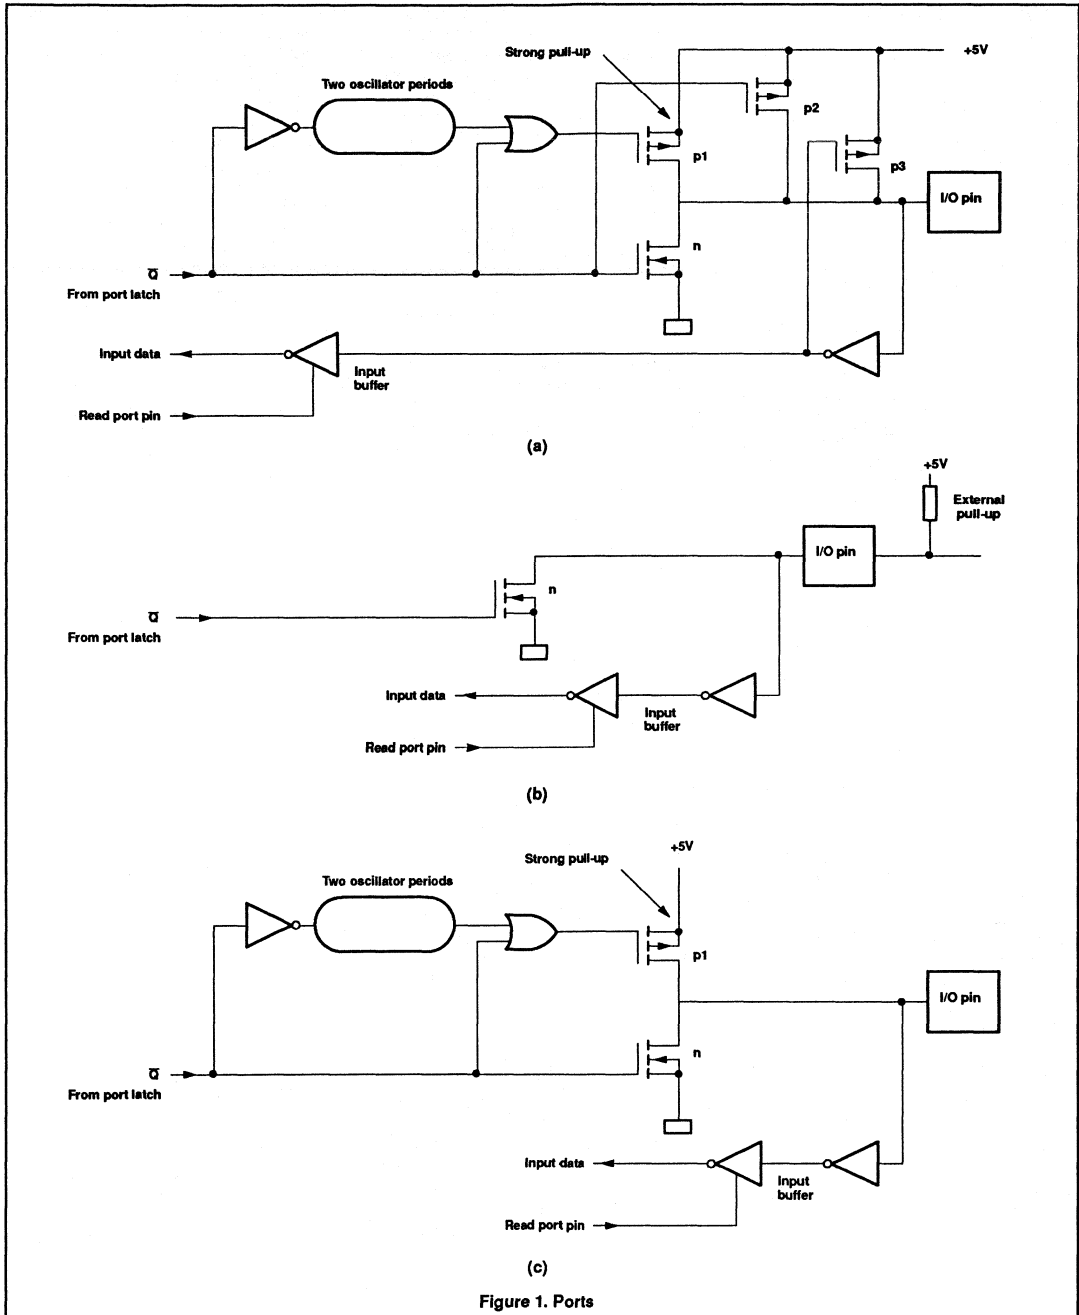 Strong pull-up
+5V
Two oscillator periods
p2
p1
p3
I/O pin
n
Q̅
From port latch
Input data
Input
buffer
Read port pin
(a)
+5V
External
pull-up
I/O pin
n
Q̅
From port latch
Input data
Input
buffer
Read port pin
(b)
+5V
Strong pull-up
Two oscillator periods
p1
I/O pin
n
Q̅
From port latch
Input data
Input
buffer
Read port pin
(c)
Figure 1. Ports